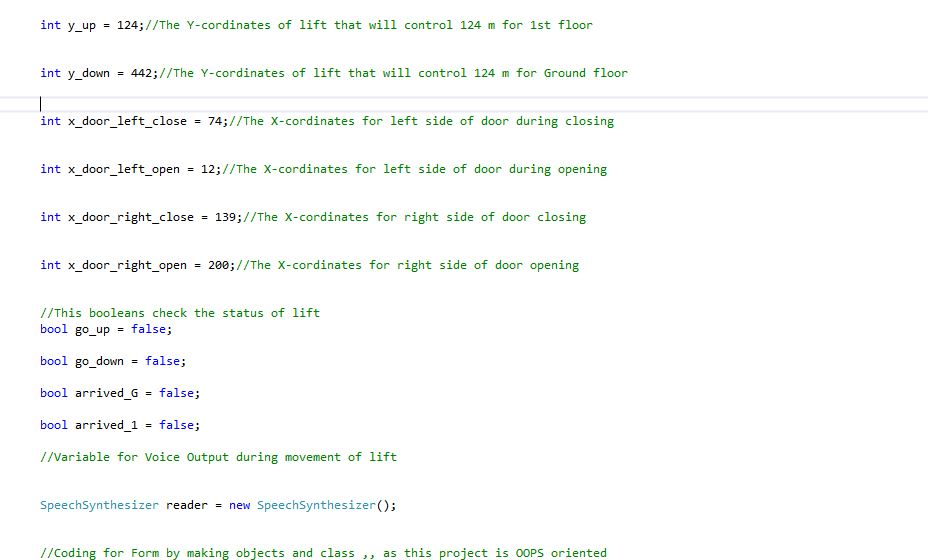 int y_up = 124;//The Y-cordinates of lift that will control 124 m for 1st floor
int y_down = 442;//The Y-cordinates of lift that will control 124 m for Ground floor
int x_door_left_close = 74;//The X-cordinates for left side of door during closing
int x_door_left_open = 12;//The X-cordinates for left side of door during opening
int x_door_right_close = 139;//The X-cordinates for right side of door closing
int x_door_right_open = 200;//The X-cordinates for right side of door opening
//This booleans check the status of lift
bool go_up = false;
bool go_down = false;
bool arrived_G = false;
bool arrived_1 = false;
//Variable for Voice Output during movement of lift
SpeechSynthesizer reader = new SpeechSynthesizer();
//Coding for Form by making objects and class ,, as this project is OOPS oriented